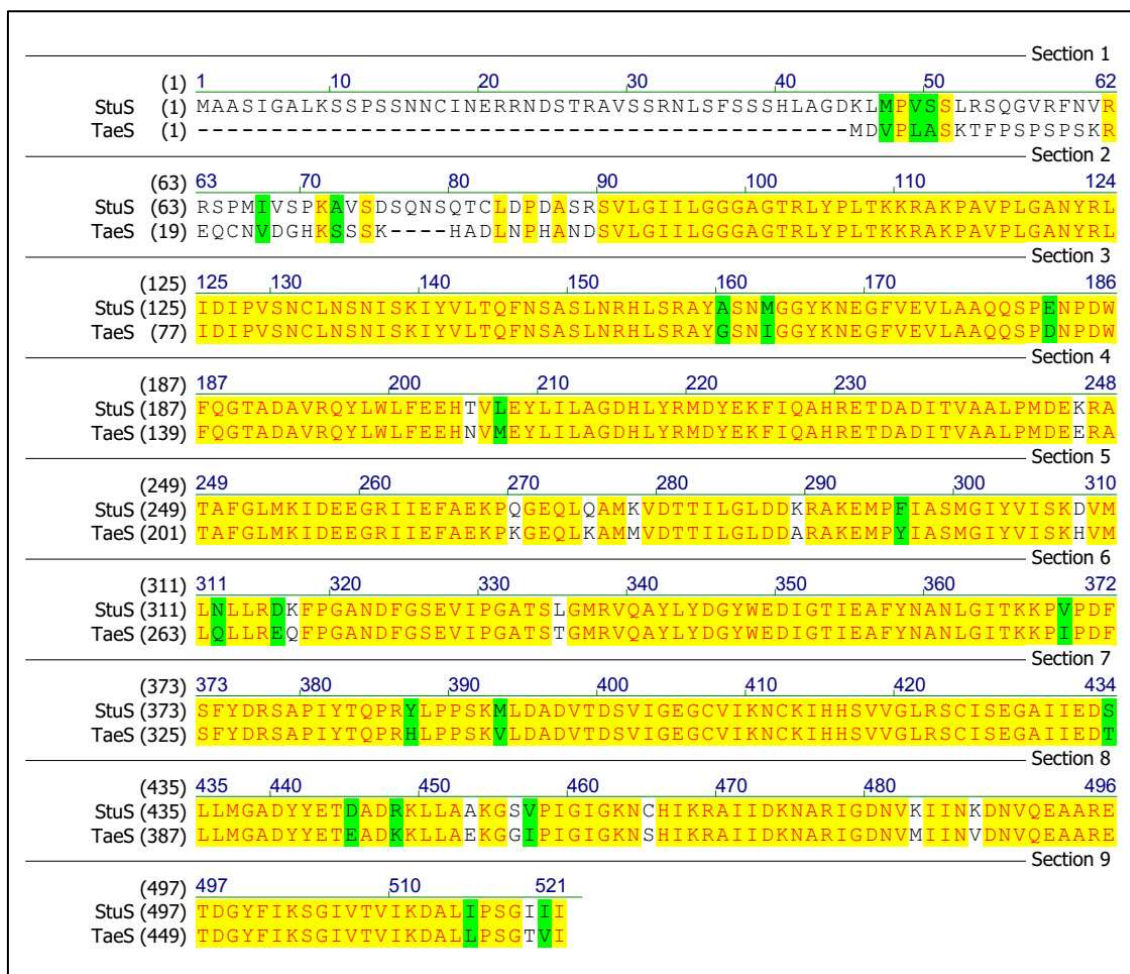 Section 1
(1) 1 10 20 30 40 50 62
StuS (1) MAASIGALKSSPSSNNCINERRNDSTRAVSSRNLSFSSSHLAGDKLMPVSSLRSQGVRFNVR
TaeS (1) --------------------------------------------MDVPLASKTFPSPSPSKR
Section 2
(63) 63 70 80 90 100 110 124
StuS (63) RSPMIVSPKAVSDSQNSQTCLDPDASRSVLGIILGGGAGTRLYPLTKKRAKPAVPLGANYRL
TaeS (19) EQCNVDGHKSSSK----HADLNPHANDSVLGIILGGGAGTRLYPLTKKRAKPAVPLGANYRL
Section 3
(125) 125 130 140 150 160 170 186
StuS (125) IDIPVSNCLNSNISKIYVLTQFNSASLNRHLSRAYASNMGGYKNEGFVEVLAAQQSPENPDW
TaeS (77) IDIPVSNCLNSNISKIYVLTQFNSASLNRHLSRAYGSNIGGYKNEGFVEVLAAQQSPDNPDW
Section 4
(187) 187 200 210 220 230 248
StuS (187) FQGTADAVRQYLWLFEEHTVLEYLILAGDHLYRMDYEKFIQAHRETDADITVAALPMDEKRA
TaeS (139) FQGTADAVRQYLWLFEEHNVMEYLILAGDHLYRMDYEKFIQAHRETDADITVAALPMDEERA
Section 5
(249) 249 260 270 280 290 300 310
StuS (249) TAFGLMKIDEEGRIIEFAEKPQGEQLQAMKVDTTILGLDDKRAKEMPFIASMGIYVISKDVM
TaeS (201) TAFGLMKIDEEGRIIEFAEKPKGEQLKAMMVDTTILGLDDARAKEMPYIASMGIYVISKHVM
Section 6
(311) 311 320 330 340 350 360 372
StuS (311) LNLLRDKFPGANDFGSEVIPGATSLGMRVQAYLYDGYWEDIGTIEAFYNANLGITKKPVPDF
TaeS (263) LQLLREQFPGANDFGSEVIPGATSTGMRVQAYLYDGYWEDIGTIEAFYNANLGITKKPIPDF
Section 7
(373) 373 380 390 400 410 420 434
StuS (373) SFYDRSAPIYTQPRYLPPSKMLDADVTDSVIGEGCVIKNCKIHHSVVGLRSCISEGAIIEDS
TaeS (325) SFYDRSAPIYTQPRHLPPSKVLDADVTDSVIGEGCVIKNCKIHHSVVGLRSCISEGAIIEDT
Section 8
(435) 435 440 450 460 470 480 496
StuS (435) LLMGADYYETDADRKLLAAKGSVPIGIGKNCHIKRAIIDKNARIGDNVKIINKDNVQEAARE
TaeS (387) LLMGADYYETEADKKLLAEKGGIPIGIGKNSHIKRAIIDKNARIGDNVMIINVDNVQEAARE
Section 9
(497) 497 510 521
StuS (497) TDGYFIKSGIVTVIKDALIPSGIII
TaeS (449) TDGYFIKSGIVTVIKDALLPSGTVI